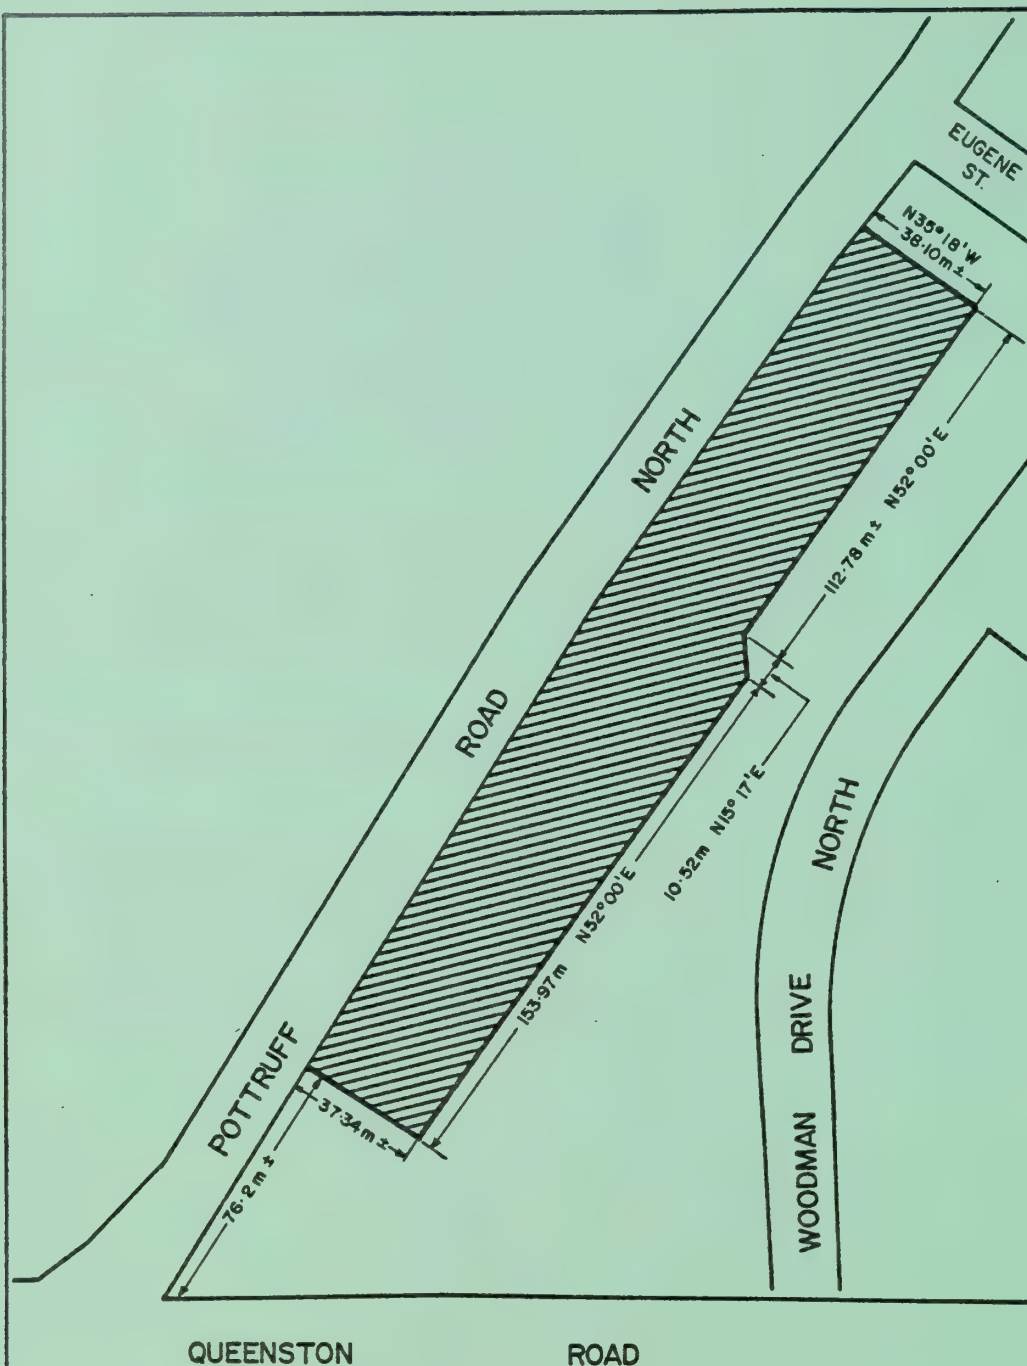 EUGENE
ST.
N35°18'W
38·10m±
NORTH
112·78 m± N52°00'E
ROAD
10·52m N15°17'E
NORTH
153·97m N52°00'E
DRIVE
POTTRUFF
37·34m±
WOODMAN
76·2m±
QUEENSTON ROAD